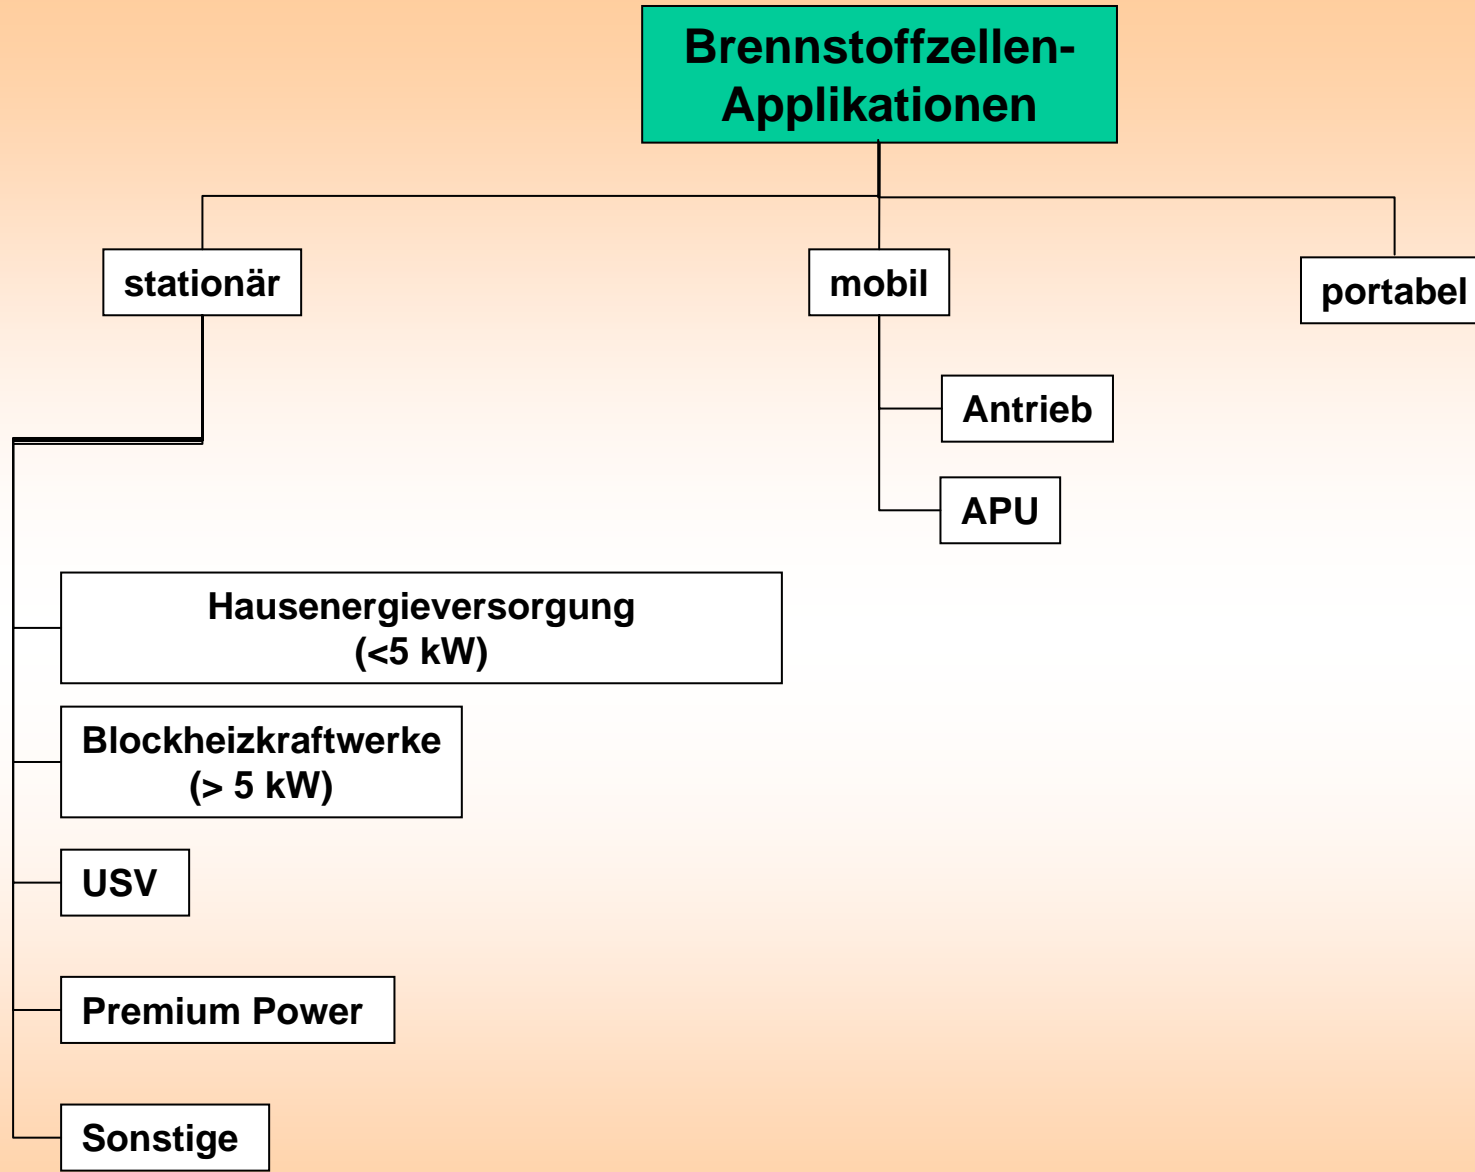 Brennstoffzellen-
Applikationen
stationär
mobil
portabel
Antrieb
APU
Hausenergieversorgung
(<5 kW)
Blockheizkraftwerke
(> 5 kW)
USV
Premium Power
Sonstige